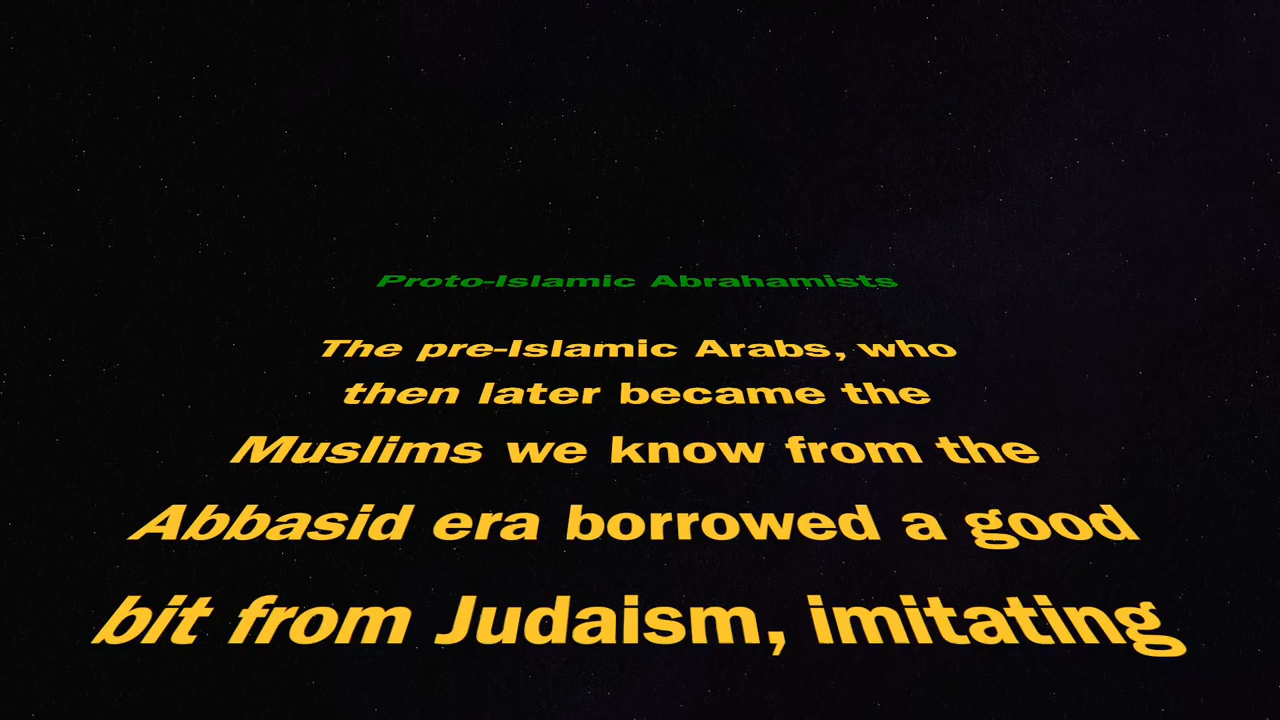 Proto-Islamic Abrahamists
The pre-Islamic Arabs, who
then later became the
Muslims we know from the
Abbasid era borrowed a good
bit from Judaism, imitating